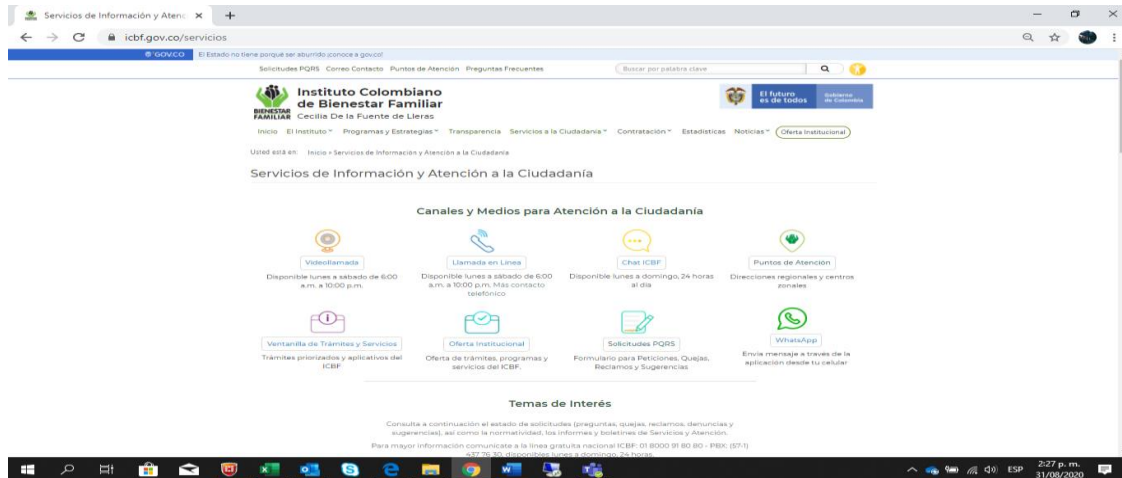 Servicios de Información y Atenc
icbf.gov.co/servicios
GOV.CO El Estado no tiene porqué ser aburrido ¡conoce a gov.co!
Solicitudes PQRS Correo Contacto Puntos de Atención Preguntas Frecuentes Buscar por palabra clave
BIENESTAR
FAMILIAR
Instituto Colombiano
de Bienestar Familiar
Cecilia De la Fuente de Lleras
El futuro
es de todos
Gobierno
de Colombia
Inicio El Instituto Programas y Estrategias Transparencia Servicios a la Ciudadanía Contratación Estadísticas Noticias Oferta Institucional
Usted está en: Inicio » Servicios de Información y Atención a la Ciudadanía
Servicios de Información y Atención a la Ciudadanía
Canales y Medios para Atención a la Ciudadanía
Videollamada
Disponible lunes a sábado de 6:00
a.m. a 10:00 p.m.
Llamada en Línea
Disponible lunes a sábado de 6:00
a.m. a 10:00 p.m. Más contacto
telefónico
Chat ICBF
Disponible lunes a domingo, 24 horas
al día
Puntos de Atención
Direcciones regionales y centros
zonales
Ventanilla de Trámites y Servicios
Trámites priorizados y aplicativos del
ICBF
Oferta Institucional
Oferta de trámites, programas y
servicios del ICBF.
Solicitudes PQRS
Formulario para Peticiones, Quejas,
Reclamos y Sugerencias
WhatsApp
Envía mensaje a través de la
aplicación desde tu celular
Temas de Interés
Consulta a continuación el estado de solicitudes (preguntas, quejas, reclamos, denuncias y
sugerencias), así como la normatividad, los informes y boletines de Servicios y Atención.
Para mayor información comunícate a la línea gratuita nacional ICBF: 01 8000 91 80 80 - PBX: (57-1)
437 76 30, disponibles lunes a domingo, 24 horas.
ESP
2:27 p. m.
31/08/2020